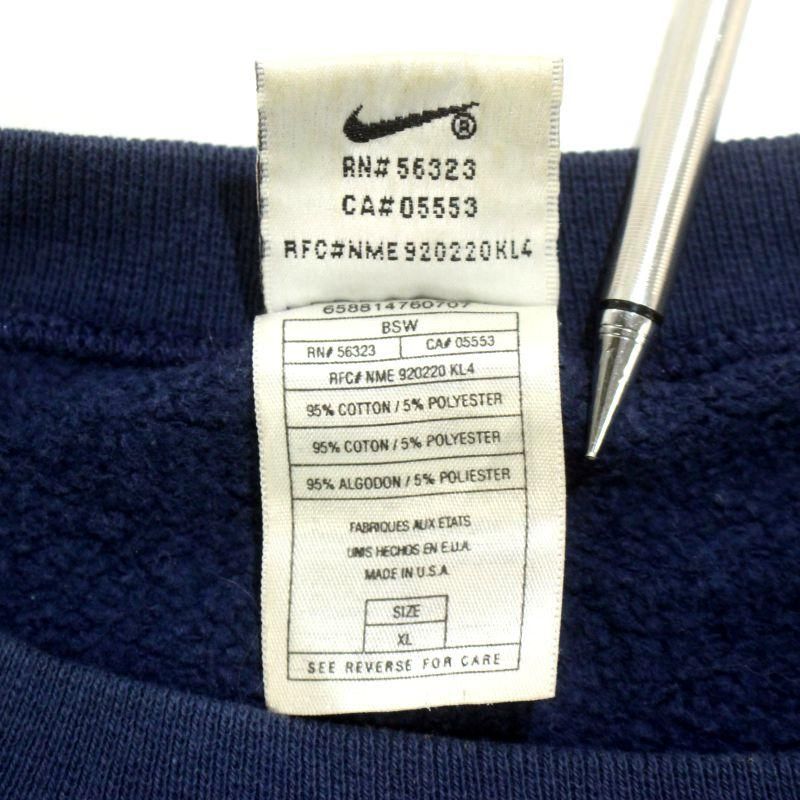 ®
RN# 56323
CA# 05553
RFC#NME 920220KL4
658814760707
BSW
RN# 56323 CA# 05553
RFC# NME 920220 KL4
95% COTTON / 5% POLYESTER
95% COTON / 5% POLYESTER
95% ALGODON / 5% POLIESTER
FABRIQUES AUX ETATS
UNIS HECHOS EN E.U.A.
MADE IN U.S.A.
SIZE
XL
SEE REVERSE FOR CARE